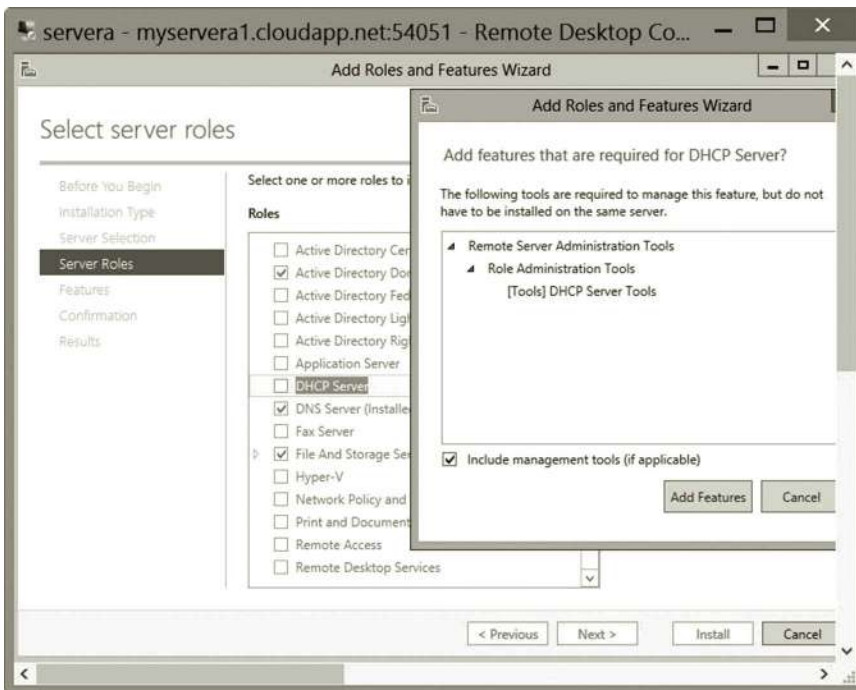 servera - myservera1.cloudapp.net:54051 - Remote Desktop Co...
Add Roles and Features Wizard
Select server roles
Before You Begin
Installation Type
Server Selection
Server Roles
Features
Confirmation
Results
Select one or more roles to i
Roles
Active Directory Cer
Active Directory Dor
Active Directory Fed
Active Directory Ligh
Active Directory Rig
Application Server
DHCP Server
DNS Server (Installe
Fax Server
File And Storage Ser
Hyper-V
Network Policy and
Print and Document
Remote Access
Remote Desktop Services
Add Roles and Features Wizard
Add features that are required for DHCP Server?
The following tools are required to manage this feature, but do not
have to be installed on the same server.
Remote Server Administration Tools
Role Administration Tools
[Tools] DHCP Server Tools
Include management tools (if applicable)
Add Features
Cancel
< Previous
Next >
Install
Cancel